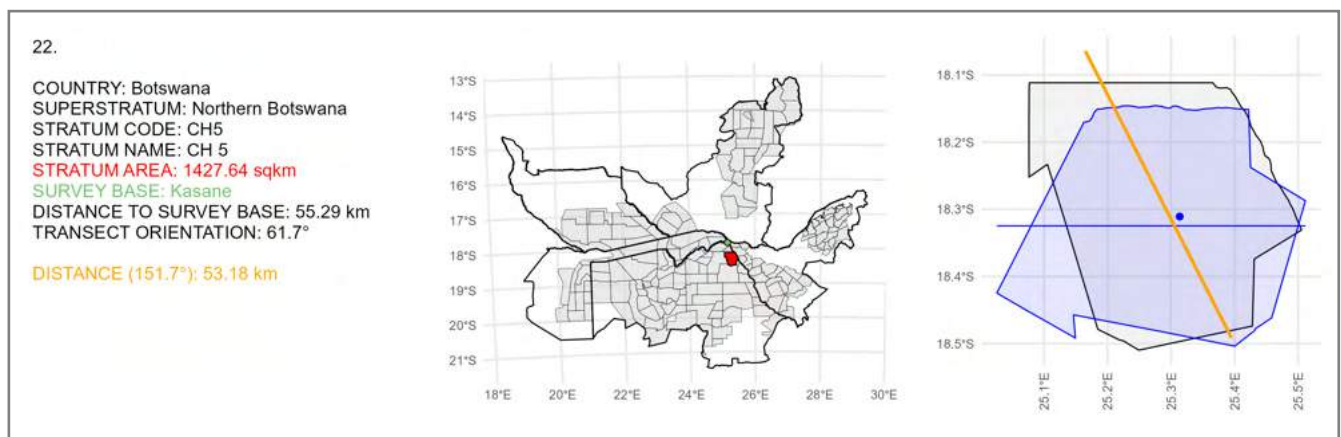 22.
COUNTRY: Botswana
SUPERSTRATUM: Northern Botswana
STRATUM CODE: CH5
STRATUM NAME: CH 5
STRATUM AREA: 1427.64 sqkm
SURVEY BASE: Kasane
DISTANCE TO SURVEY BASE: 55.29 km
TRANSECT ORIENTATION: 61.7°
DISTANCE (151.7°): 53.18 km
13°S
14°S
15°S
16°S
17°S
18°S
19°S
20°S
21°S
18°E 20°E 22°E 24°E 26°E 28°E 30°E
18.1°S
18.2°S
18.3°S
18.4°S
18.5°S
25.1°E 25.2°E 25.3°E 25.4°E 25.5°E